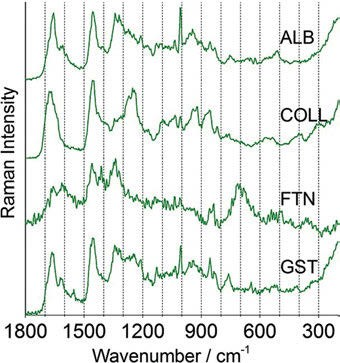 ALB
COLL
FTN
GST
Raman Intensity
1800 1500 1200 900 600 300
Wavenumber / cm⁻¹